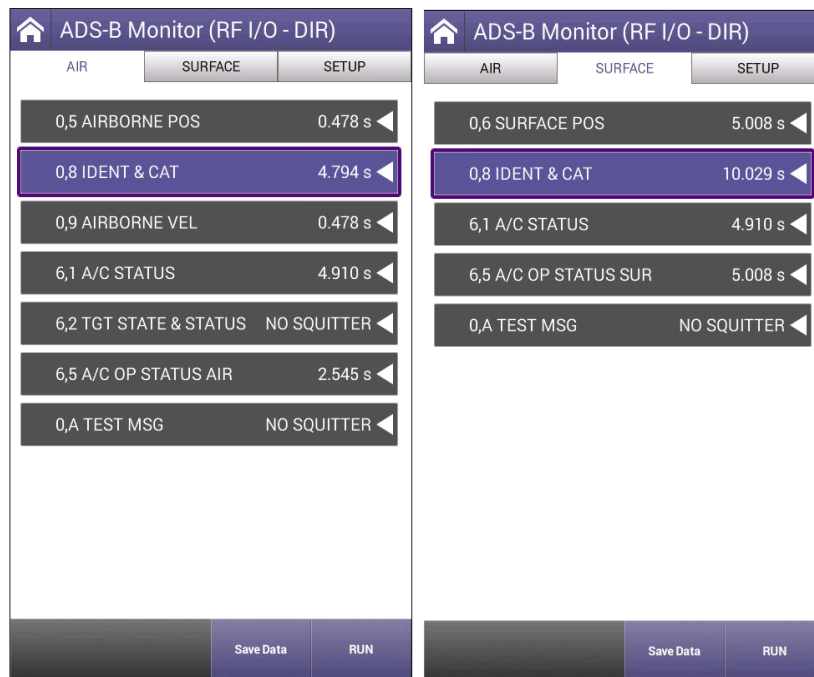 ADS-B Monitor (RF I/O - DIR)
AIR SURFACE SETUP
0,5 AIRBORNE POS 0.478 s
0,8 IDENT & CAT 4.794 s
0,9 AIRBORNE VEL 0.478 s
6,1 A/C STATUS 4.910 s
6,2 TGT STATE & STATUS NO SQUITTER
6,5 A/C OP STATUS AIR 2.545 s
0,A TEST MSG NO SQUITTER
Save Data RUN
ADS-B Monitor (RF I/O - DIR)
AIR SURFACE SETUP
0,6 SURFACE POS 5.008 s
0,8 IDENT & CAT 10.029 s
6,1 A/C STATUS 4.910 s
6,5 A/C OP STATUS SUR 5.008 s
0,A TEST MSG NO SQUITTER
Save Data RUN